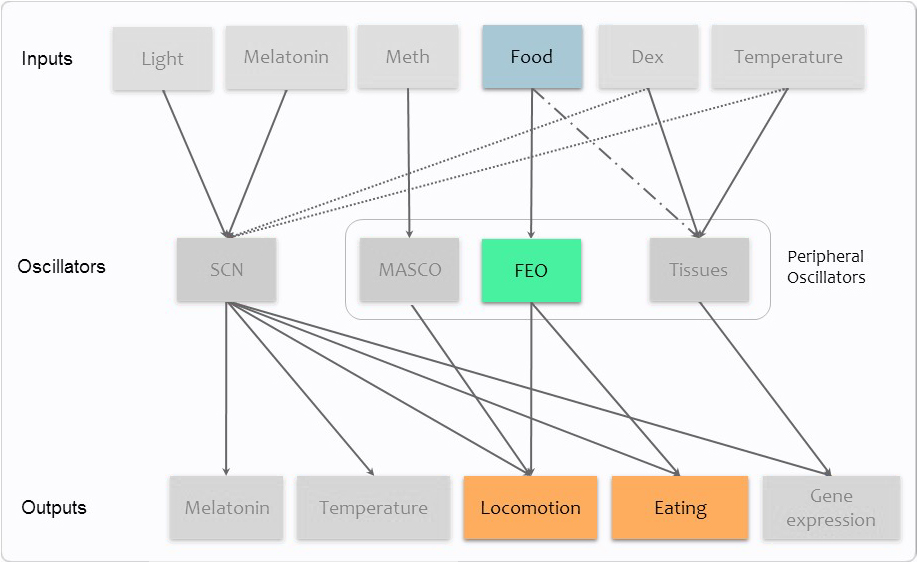 Inputs
Light
Melatonin
Meth
Food
Dex
Temperature
Oscillators
SCN
MASCO
FEO
Tissues
Peripheral
Oscillators
Outputs
Melatonin
Temperature
Locomotion
Eating
Gene
expression